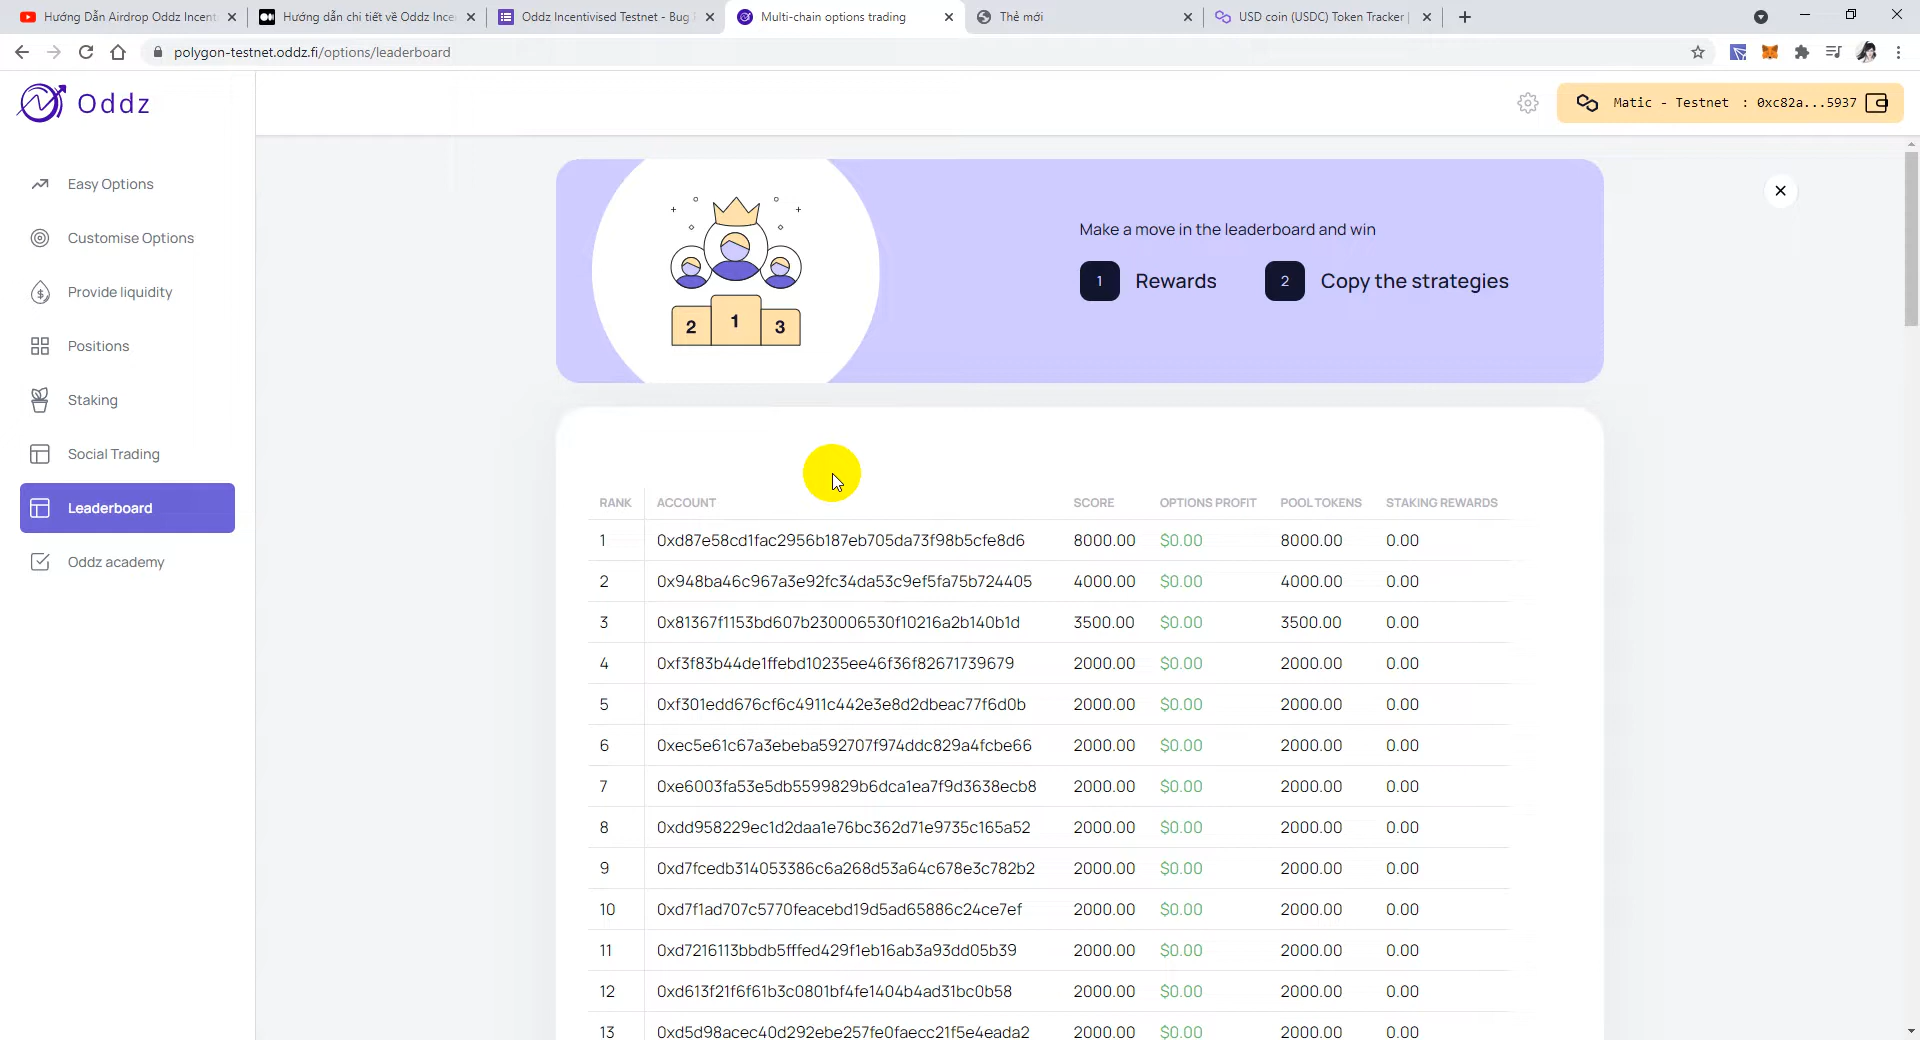 Hướng Dẫn Airdrop Oddz Incent
Hướng dẫn chi tiết về Oddz Ince
Oddz Incentivised Testnet - Bug
Multi-chain options trading
Thẻ mới
USD coin (USDC) Token Tracker |
polygon-testnet.oddz.fi/options/leaderboard
Oddz
Matic - Testnet : 0xc82a...5937
Easy Options
Customise Options
Provide liquidity
Positions
Staking
Social Trading
Leaderboard
Oddz academy
2 1 3
Make a move in the leaderboard and win
1 Rewards 2 Copy the strategies
RANK ACCOUNT SCORE OPTIONS PROFIT POOL TOKENS STAKING REWARDS
1 0xd87e58cd1fac2956b187eb705da73f98b5cfe8d6 8000.00 $0.00 8000.00 0.00
2 0x948ba46c967a3e92fc34da53c9ef5fa75b724405 4000.00 $0.00 4000.00 0.00
3 0x81367f1153bd607b230006530f10216a2b140b1d 3500.00 $0.00 3500.00 0.00
4 0xf3f83b44de1ffebd10235ee46f36f82671739679 2000.00 $0.00 2000.00 0.00
5 0xf301edd676cf6c4911c442e3e8d2dbeac77f6d0b 2000.00 $0.00 2000.00 0.00
6 0xec5e61c67a3ebeba592707f974ddc829a4fcbe66 2000.00 $0.00 2000.00 0.00
7 0xe6003fa53e5db5599829b6dca1ea7f9d3638ecb8 2000.00 $0.00 2000.00 0.00
8 0xdd958229ec1d2daa1e76bc362d71e9735c165a52 2000.00 $0.00 2000.00 0.00
9 0xd7fcedb314053386c6a268d53a64c678e3c782b2 2000.00 $0.00 2000.00 0.00
10 0xd7f1ad707c5770feacebd19d5ad65886c24ce7ef 2000.00 $0.00 2000.00 0.00
11 0xd7216113bbdb5fffed429f1eb16ab3a93dd05b39 2000.00 $0.00 2000.00 0.00
12 0xd613f21f6f61b3c0801bf4fe1404b4ad31bc0b58 2000.00 $0.00 2000.00 0.00
13 0xd5d98acec40d292ebe257fe0faecc21f5e4eada2 2000.00 $0.00 2000.00 0.00